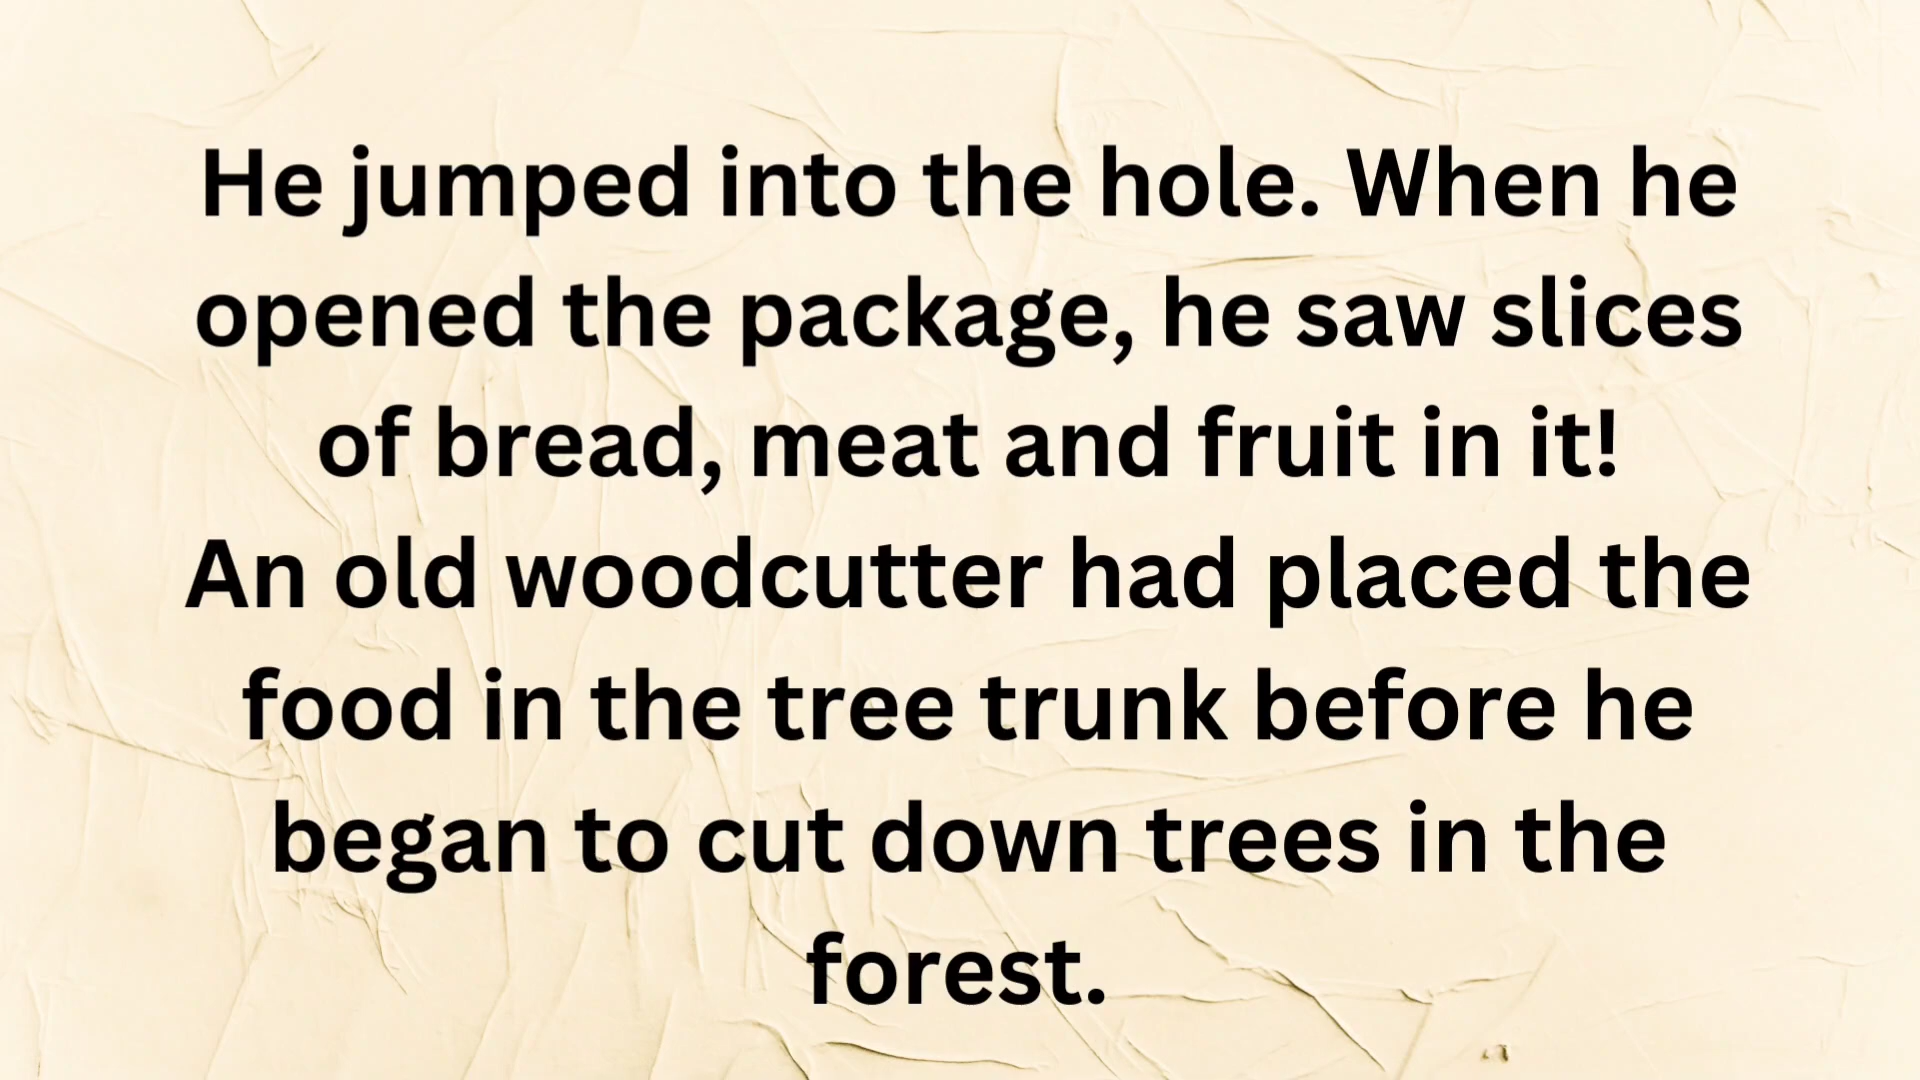 He jumped into the hole. When he
opened the package, he saw slices
of bread, meat and fruit in it!
An old woodcutter had placed the
food in the tree trunk before he
began to cut down trees in the
forest.